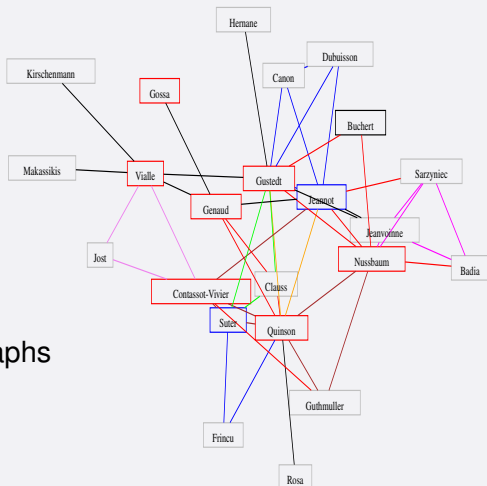 Hernane
Dubuisson
Canon
Kirschenmann
Gossa
Buchert
Makassikis
Vialle
Gustedt
Sarzyniec
Genaud
Jeannot
Jeanvoinne
Jost
Nussbaum
Badia
Contassot-Vivier
Clauss
Suter
Quinson
aphs
Guthmuller
Frincu
Rosa